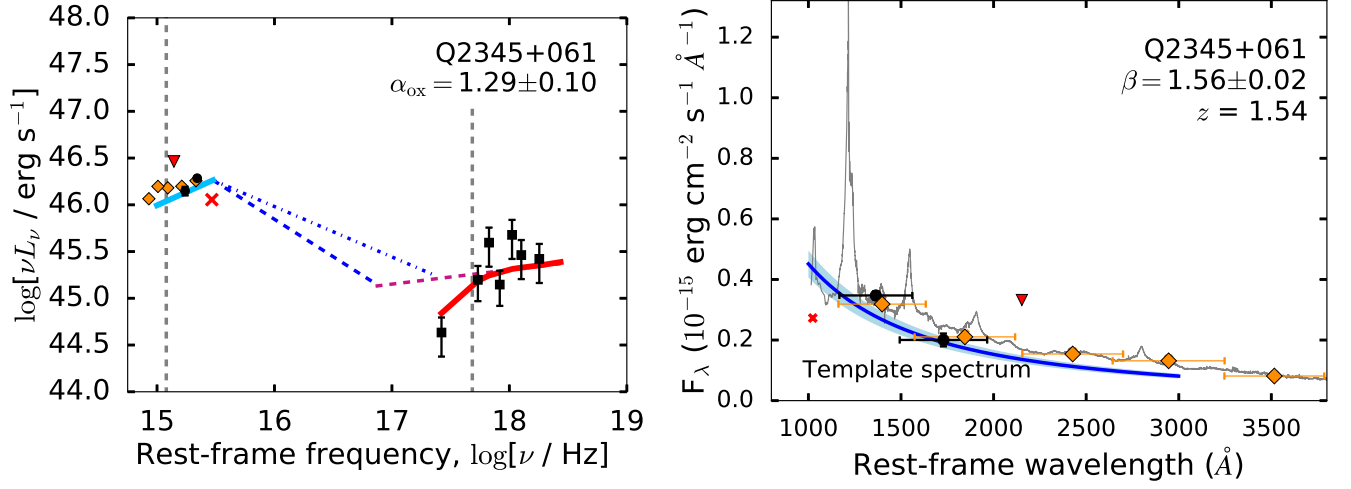 48.0
47.5
47.0
46.5
46.0
45.5
45.0
44.5
44.0
log[νLν / erg s⁻¹]
Q2345+061
αox = 1.29±0.10
15 16 17 18 19
Rest-frame frequency, log[ν / Hz]
1.2
1.0
0.8
0.6
0.4
0.2
0.0
Fλ (10⁻¹⁵ erg cm⁻² s⁻¹ Å⁻¹)
Q2345+061
β = 1.56±0.02
z = 1.54
Template spectrum
1000 1500 2000 2500 3000 3500
Rest-frame wavelength (Å)